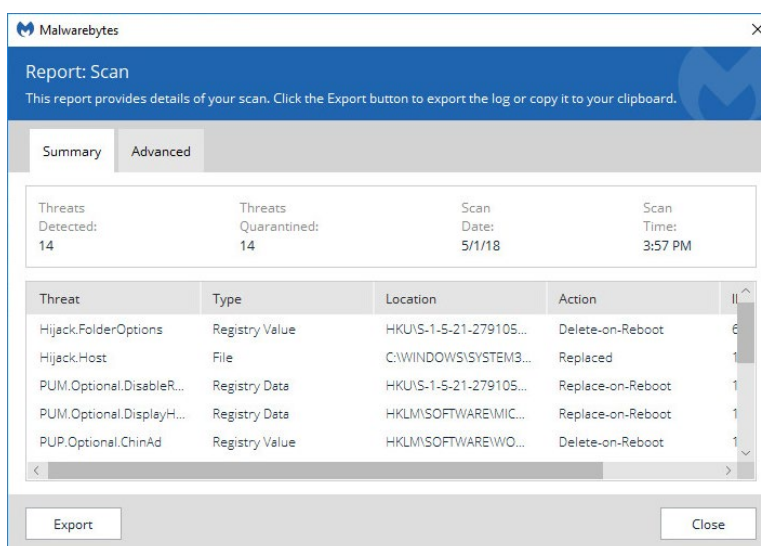 Malwarebytes
Report: Scan
This report provides details of your scan. Click the Export button to export the log or copy it to your clipboard.
Summary Advanced
Threats Detected: 14
Threats Quarantined: 14
Scan Date: 5/1/18
Scan Time: 3:57 PM
Threat Type Location Action
Hijack.FolderOptions Registry Value HKU\S-1-5-21-279105... Delete-on-Reboot
Hijack.Host File C:\WINDOWS\SYSTEM3... Replaced
PUM.Optional.DisableR... Registry Data HKU\S-1-5-21-279105... Replace-on-Reboot
PUM.Optional.DisplayH... Registry Data HKLM\SOFTWARE\MIC... Replace-on-Reboot
PUP.Optional.ChinAd Registry Value HKLM\SOFTWARE\WO... Delete-on-Reboot
Export Close